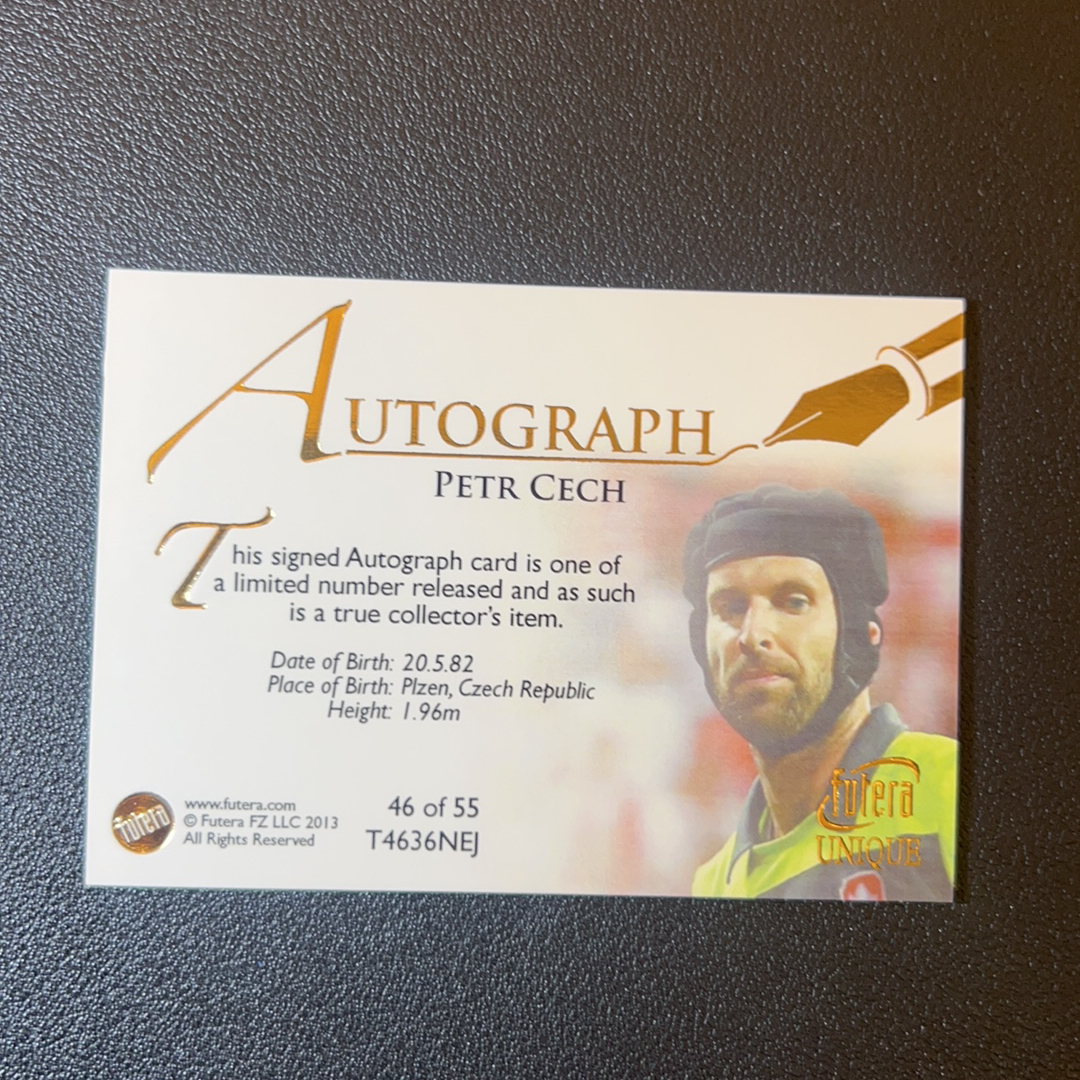 AUTOGRAPH
PETR CECH
This signed Autograph card is one of
a limited number released and as such
is a true collector's item.
Date of Birth: 20.5.82
Place of Birth: Plzen, Czech Republic
Height: 1.96m
futera
www.futera.com
© Futera FZ LLC 2013
All Rights Reserved
46 of 55
T4636NEJ
futera
UNIQUE